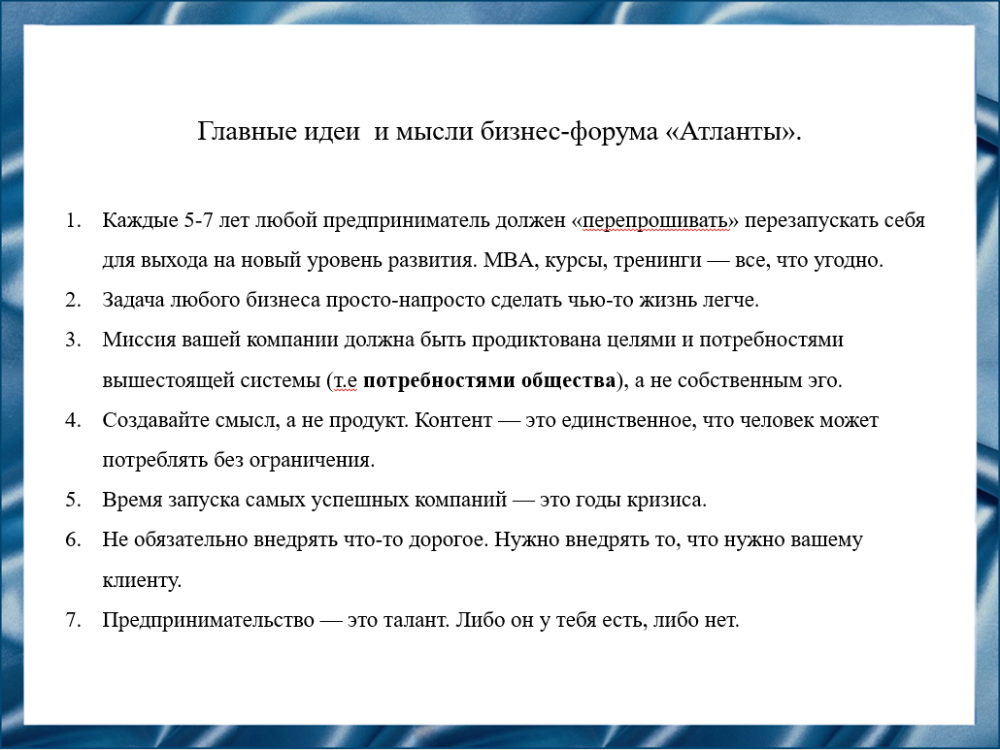 Главные идеи  и мысли бизнес-форума «Атланты».
1. Каждые 5-7 лет любой предприниматель должен «перепрошивать» перезапускать себя
для выхода на новый уровень развития. МВА, курсы, тренинги — все, что угодно.
2. Задача любого бизнеса просто-напросто сделать чью-то жизнь легче.
3. Миссия вашей компании должна быть продиктована целями и потребностями
вышестоящей системы (т.е потребностями общества), а не собственным эго.
4. Создавайте смысл, а не продукт. Контент — это единственное, что человек может
потреблять без ограничения.
5. Время запуска самых успешных компаний — это годы кризиса.
6. Не обязательно внедрять что-то дорогое. Нужно внедрять то, что нужно вашему
клиенту.
7. Предпринимательство — это талант. Либо он у тебя есть, либо нет.